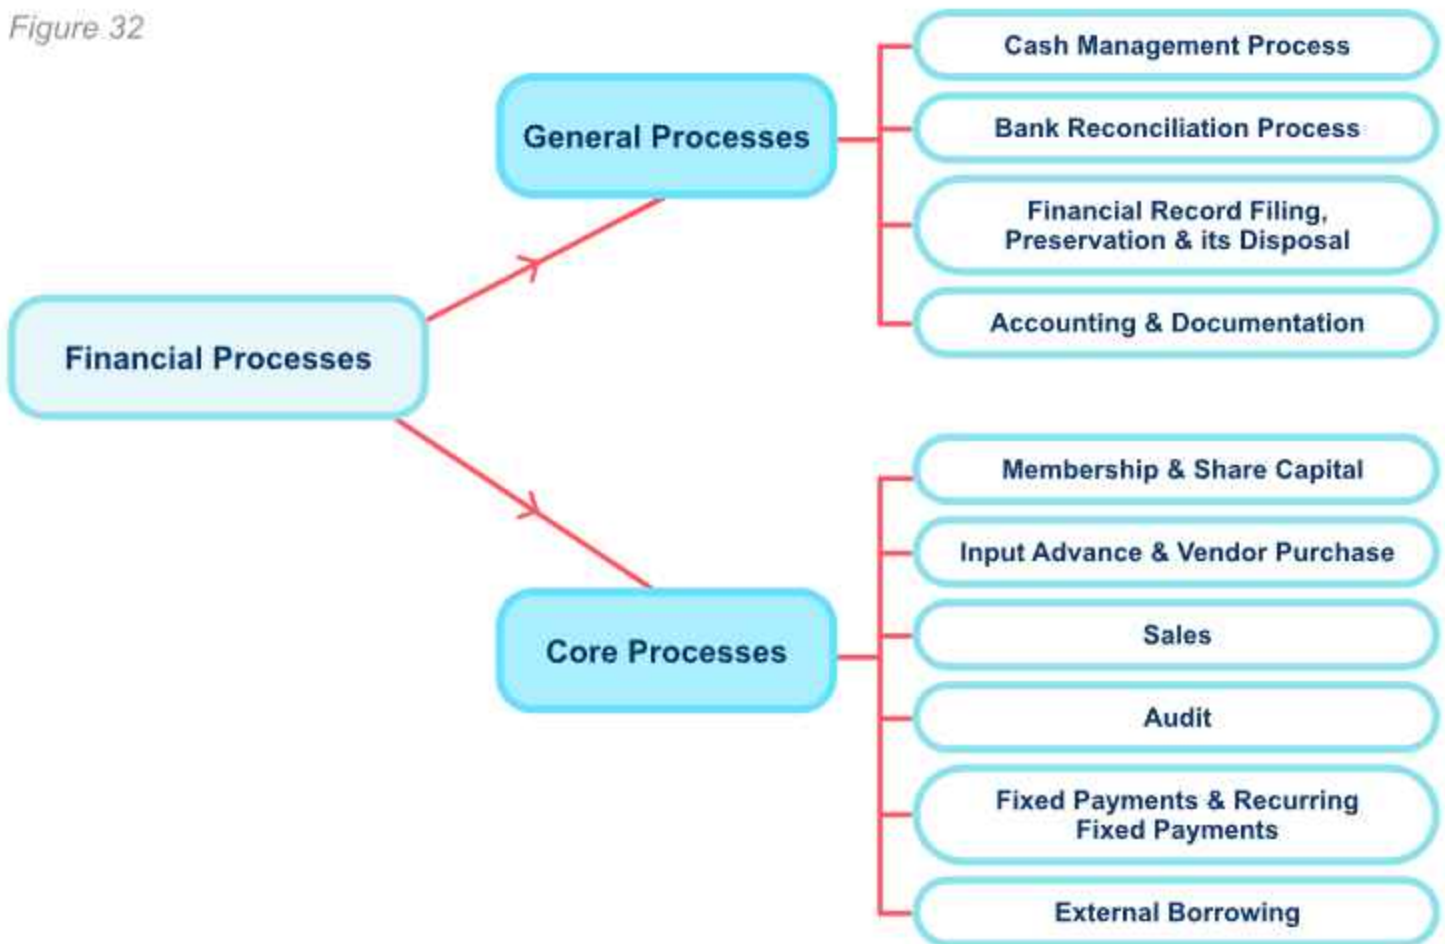 Figure 32
Financial Processes
General Processes
Cash Management Process
Bank Reconciliation Process
Financial Record Filing,
Preservation & its Disposal
Accounting & Documentation
Core Processes
Membership & Share Capital
Input Advance & Vendor Purchase
Sales
Audit
Fixed Payments & Recurring
Fixed Payments
External Borrowing